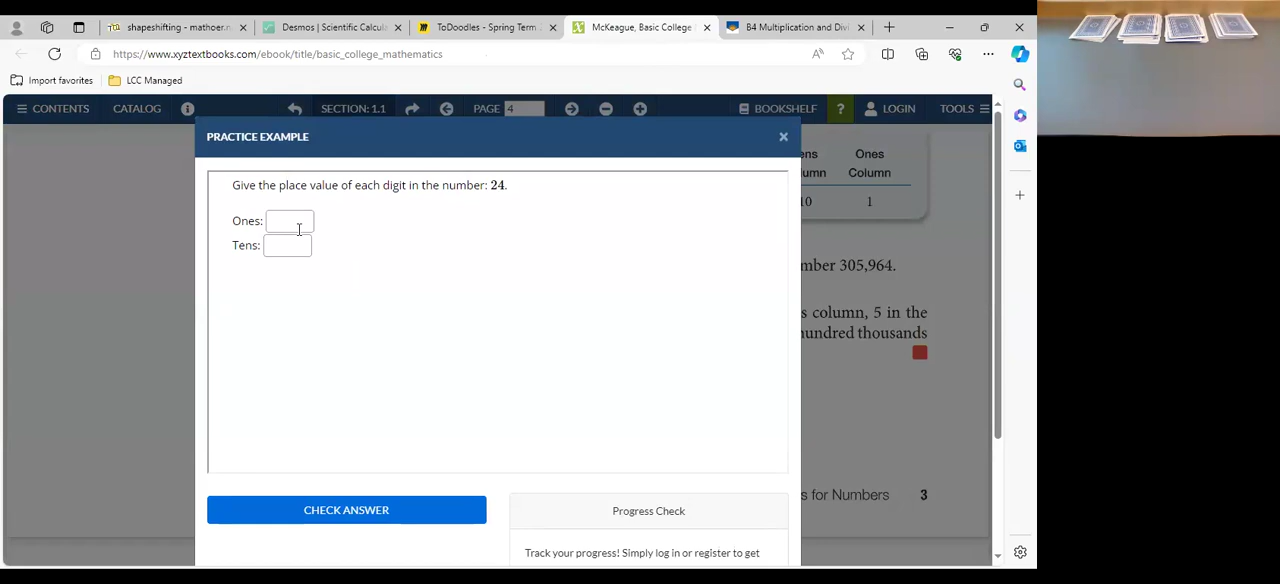 shapeshifting - mathoer.n
Desmos | Scientific Calcula
ToDoodles - Spring Term
McKeague, Basic College
B4 Multiplication and Divi
https://www.xyztextbooks.com/ebook/title/basic_college_mathematics
Import favorites
LCC Managed
CONTENTS
CATALOG
SECTION: 1.1
PAGE 4
BOOKSHELF
?
LOGIN
TOOLS
PRACTICE EXAMPLE
×
Give the place value of each digit in the number: 24.
Ones:
Tens:
CHECK ANSWER
Progress Check
Track your progress! Simply log in or register to get
ens Ones
umn Column
10 1
mber 305,964.
s column, 5 in the
hundred thousands
s for Numbers 3